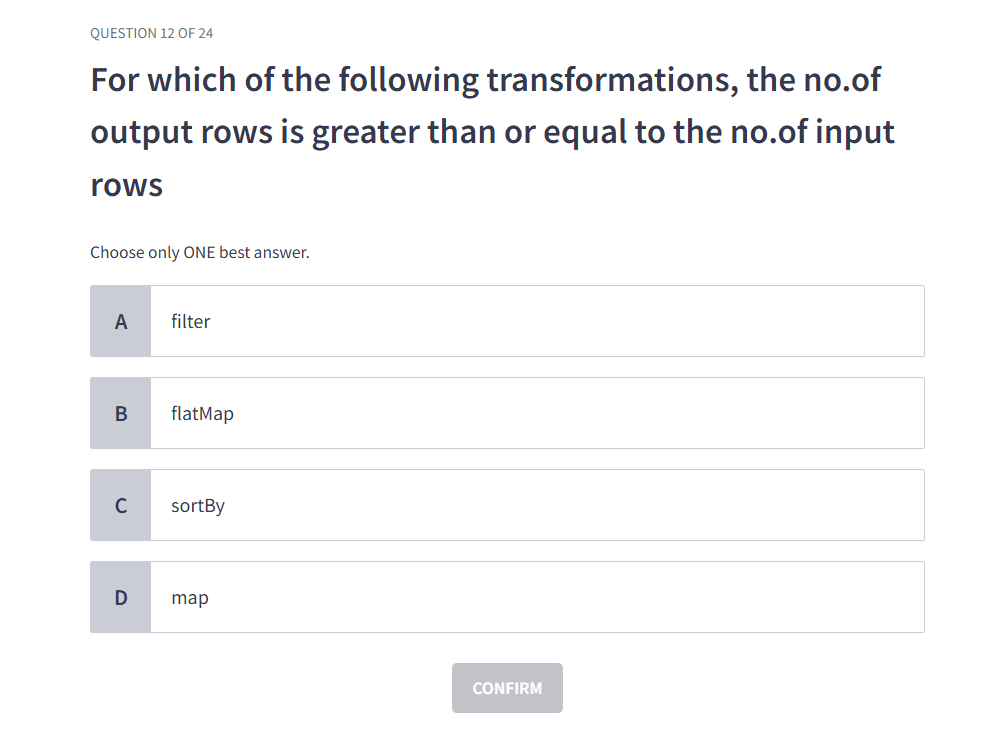 QUESTION 12 OF 24
For which of the following transformations, the no.of
output rows is greater than or equal to the no.of input
rows
Choose only ONE best answer.
A filter
B flatMap
C sortBy
D map
CONFIRM